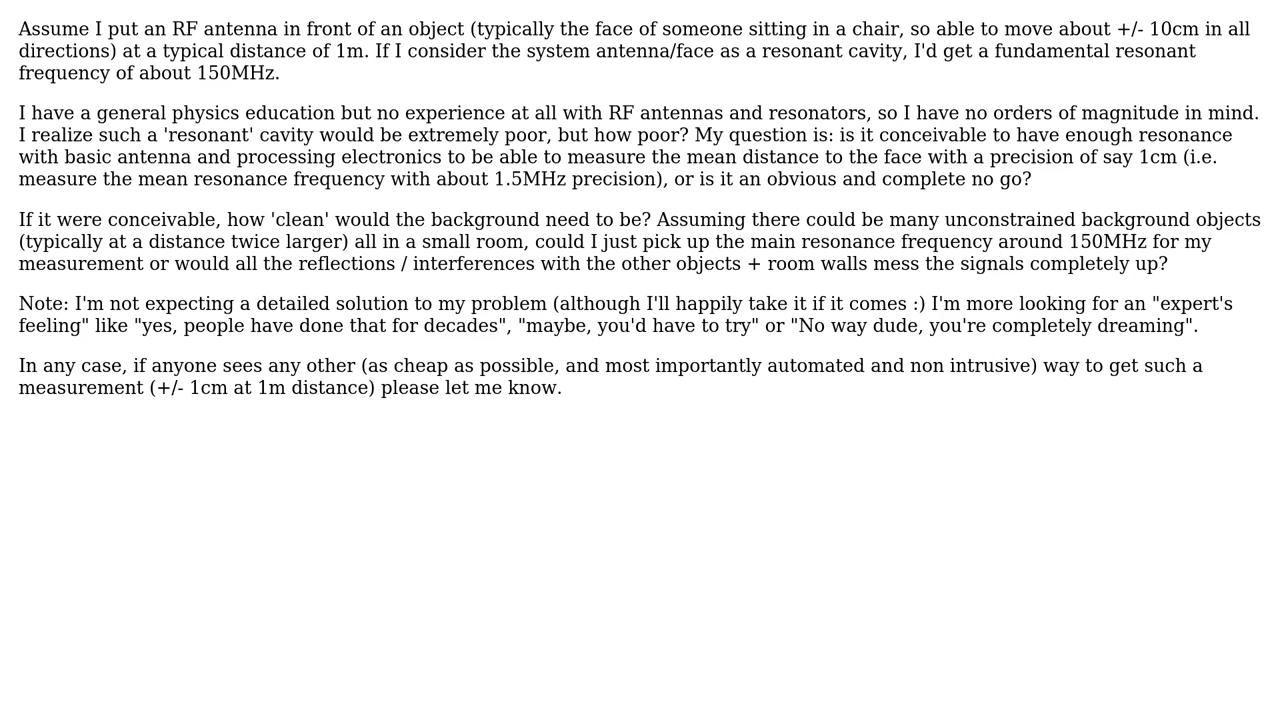 Assume I put an RF antenna in front of an object (typically the face of someone sitting in a chair, so able to move about +/- 10cm in all
directions) at a typical distance of 1m. If I consider the system antenna/face as a resonant cavity, I'd get a fundamental resonant
frequency of about 150MHz.
I have a general physics education but no experience at all with RF antennas and resonators, so I have no orders of magnitude in mind.
I realize such a 'resonant' cavity would be extremely poor, but how poor? My question is: is it conceivable to have enough resonance
with basic antenna and processing electronics to be able to measure the mean distance to the face with a precision of say 1cm (i.e.
measure the mean resonance frequency with about 1.5MHz precision), or is it an obvious and complete no go?
If it were conceivable, how 'clean' would the background need to be? Assuming there could be many unconstrained background objects
(typically at a distance twice larger) all in a small room, could I just pick up the main resonance frequency around 150MHz for my
measurement or would all the reflections / interferences with the other objects + room walls mess the signals completely up?
Note: I'm not expecting a detailed solution to my problem (although I'll happily take it if it comes :) I'm more looking for an "expert's
feeling" like "yes, people have done that for decades", "maybe, you'd have to try" or "No way dude, you're completely dreaming".
In any case, if anyone sees any other (as cheap as possible, and most importantly automated and non intrusive) way to get such a
measurement (+/- 1cm at 1m distance) please let me know.